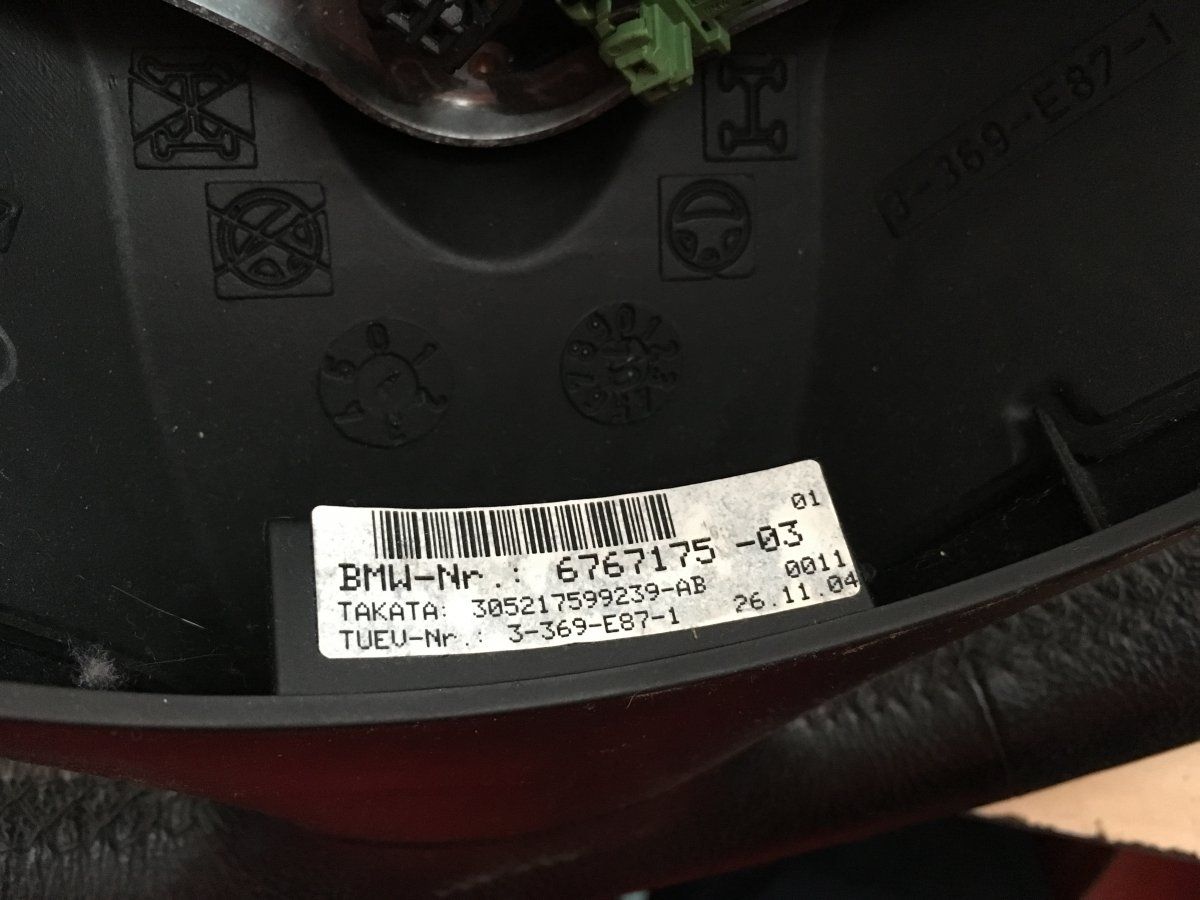 J-369-E87-1
01
BMW-Nr.: 6767175 -03
0011
TAKATA: 305217599239-AB
26.11.04
TUEV-Nr.: 3-369-E87-1